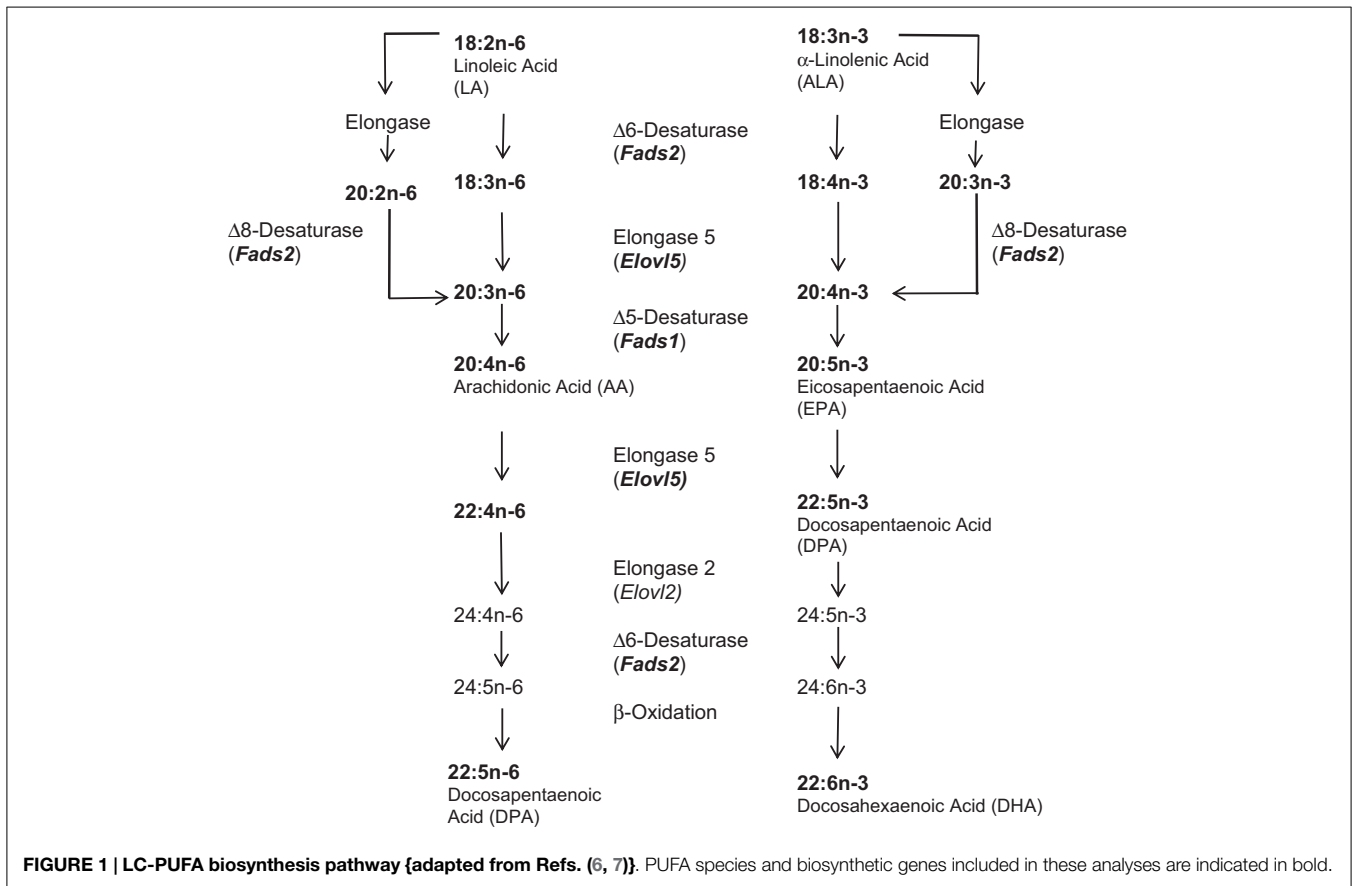 18:2n-6
Linoleic Acid
(LA)
18:3n-3
α-Linolenic Acid
(ALA)
Elongase
Δ6-Desaturase
(Fads2)
Elongase
20:2n-6
18:3n-6
18:4n-3
20:3n-3
Δ8-Desaturase
(Fads2)
Elongase 5
(Elovl5)
Δ8-Desaturase
(Fads2)
20:3n-6
20:4n-3
Δ5-Desaturase
(Fads1)
20:4n-6
Arachidonic Acid (AA)
20:5n-3
Eicosapentaenoic Acid
(EPA)
Elongase 5
(Elovl5)
22:4n-6
22:5n-3
Docosapentaenoic Acid
(DPA)
Elongase 2
(Elovl2)
24:4n-6
24:5n-3
Δ6-Desaturase
(Fads2)
24:5n-6
24:6n-3
β-Oxidation
22:5n-6
Docosapentaenoic
Acid (DPA)
22:6n-3
Docosahexaenoic Acid (DHA)
FIGURE 1 | LC-PUFA biosynthesis pathway {adapted from Refs. (6, 7)}. PUFA species and biosynthetic genes included in these analyses are indicated in bold.